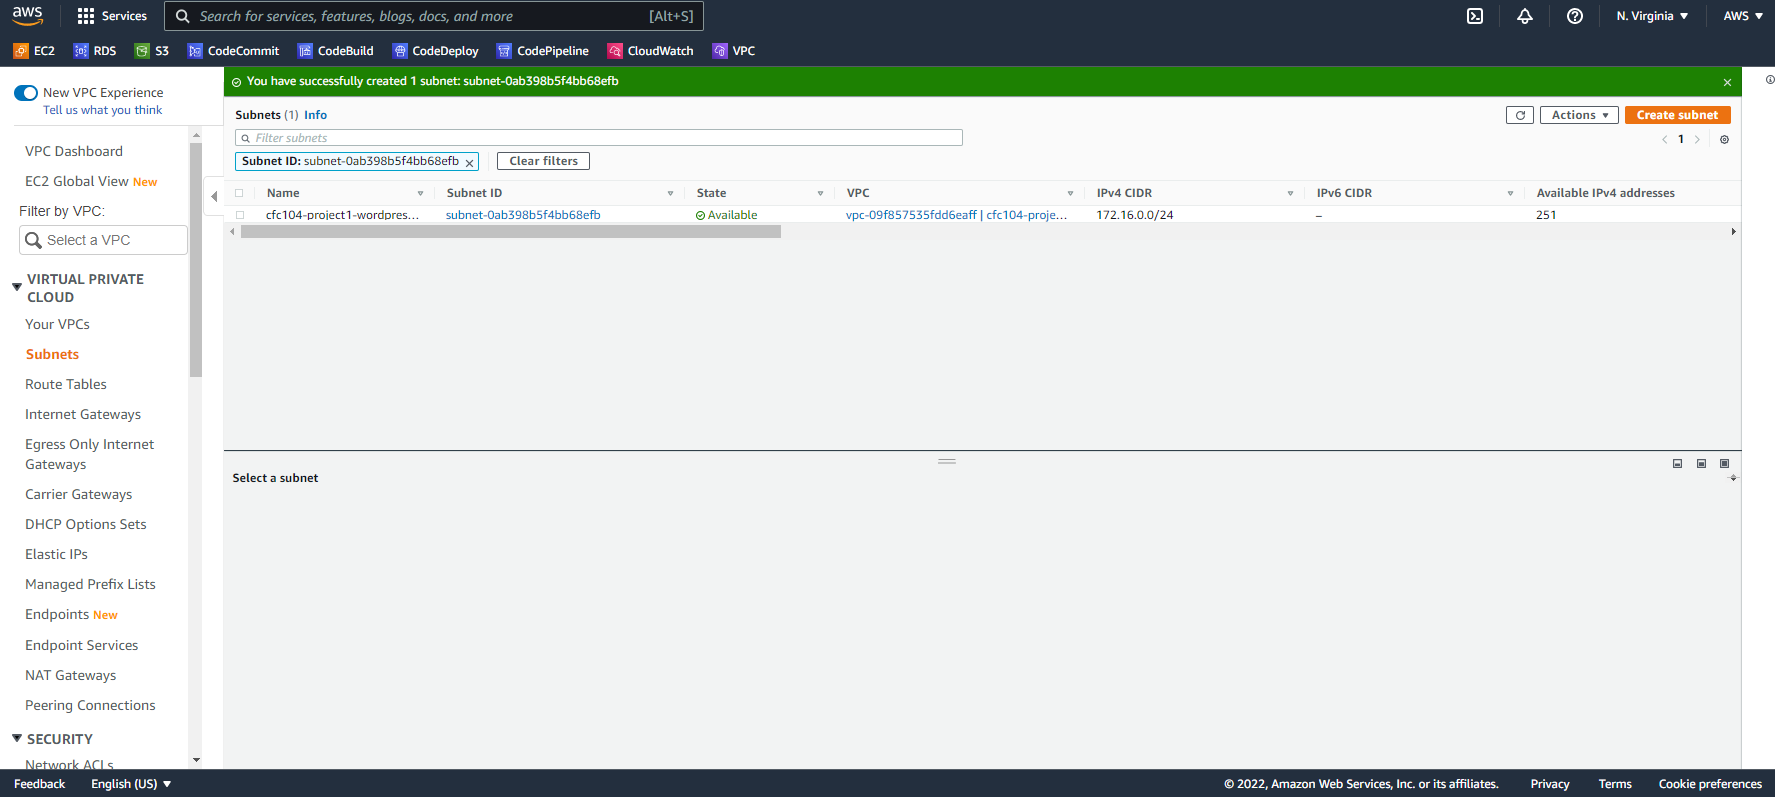 aws
Services
Search for services, features, blogs, docs, and more [Alt+S]
N. Virginia
AWS
EC2 RDS S3 CodeCommit CodeBuild CodeDeploy CodePipeline CloudWatch VPC
New VPC Experience
Tell us what you think
VPC Dashboard
EC2 Global View New
Filter by VPC:
Select a VPC
VIRTUAL PRIVATE
CLOUD
Your VPCs
Subnets
Route Tables
Internet Gateways
Egress Only Internet
Gateways
Carrier Gateways
DHCP Options Sets
Elastic IPs
Managed Prefix Lists
Endpoints New
Endpoint Services
NAT Gateways
Peering Connections
SECURITY
Network ACLs
You have successfully created 1 subnet: subnet-0ab398b5f4bb68efb
Subnets (1) Info
Actions
Create subnet
Filter subnets
1
Subnet ID: subnet-0ab398b5f4bb68efb
Clear filters
Name Subnet ID State VPC IPv4 CIDR IPv6 CIDR Available IPv4 addresses
cfc104-project1-wordpres... subnet-0ab398b5f4bb68efb Available vpc-09f857535fdd6eaff | cfc104-proje... 172.16.0.0/24 – 251
Select a subnet
Feedback English (US) © 2022, Amazon Web Services, Inc. or its affiliates. Privacy Terms Cookie preferences